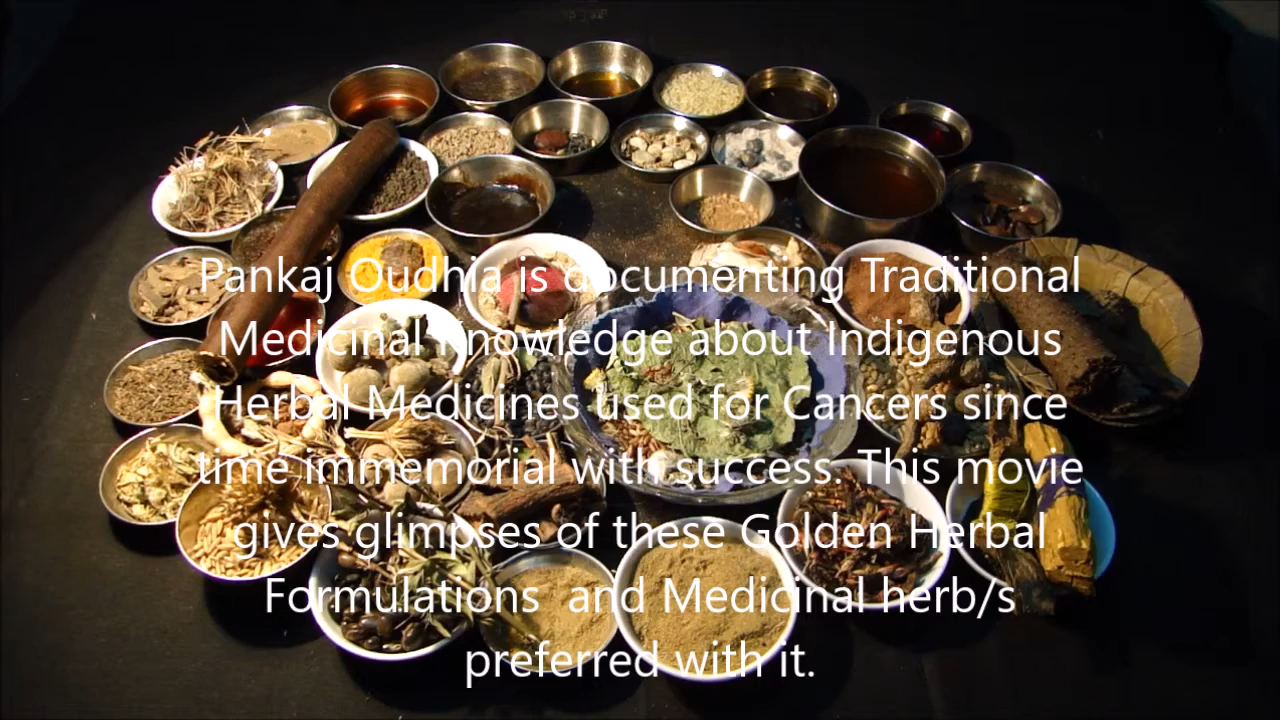 Pankaj Oudhia is documenting Traditional
Medicinal Knowledge about Indigenous
Herbal Medicines used for Cancers since
time immemorial with success. This movie
gives glimpses of these Golden Herbal
Formulations  and Medicinal herb/s
preferred with it.